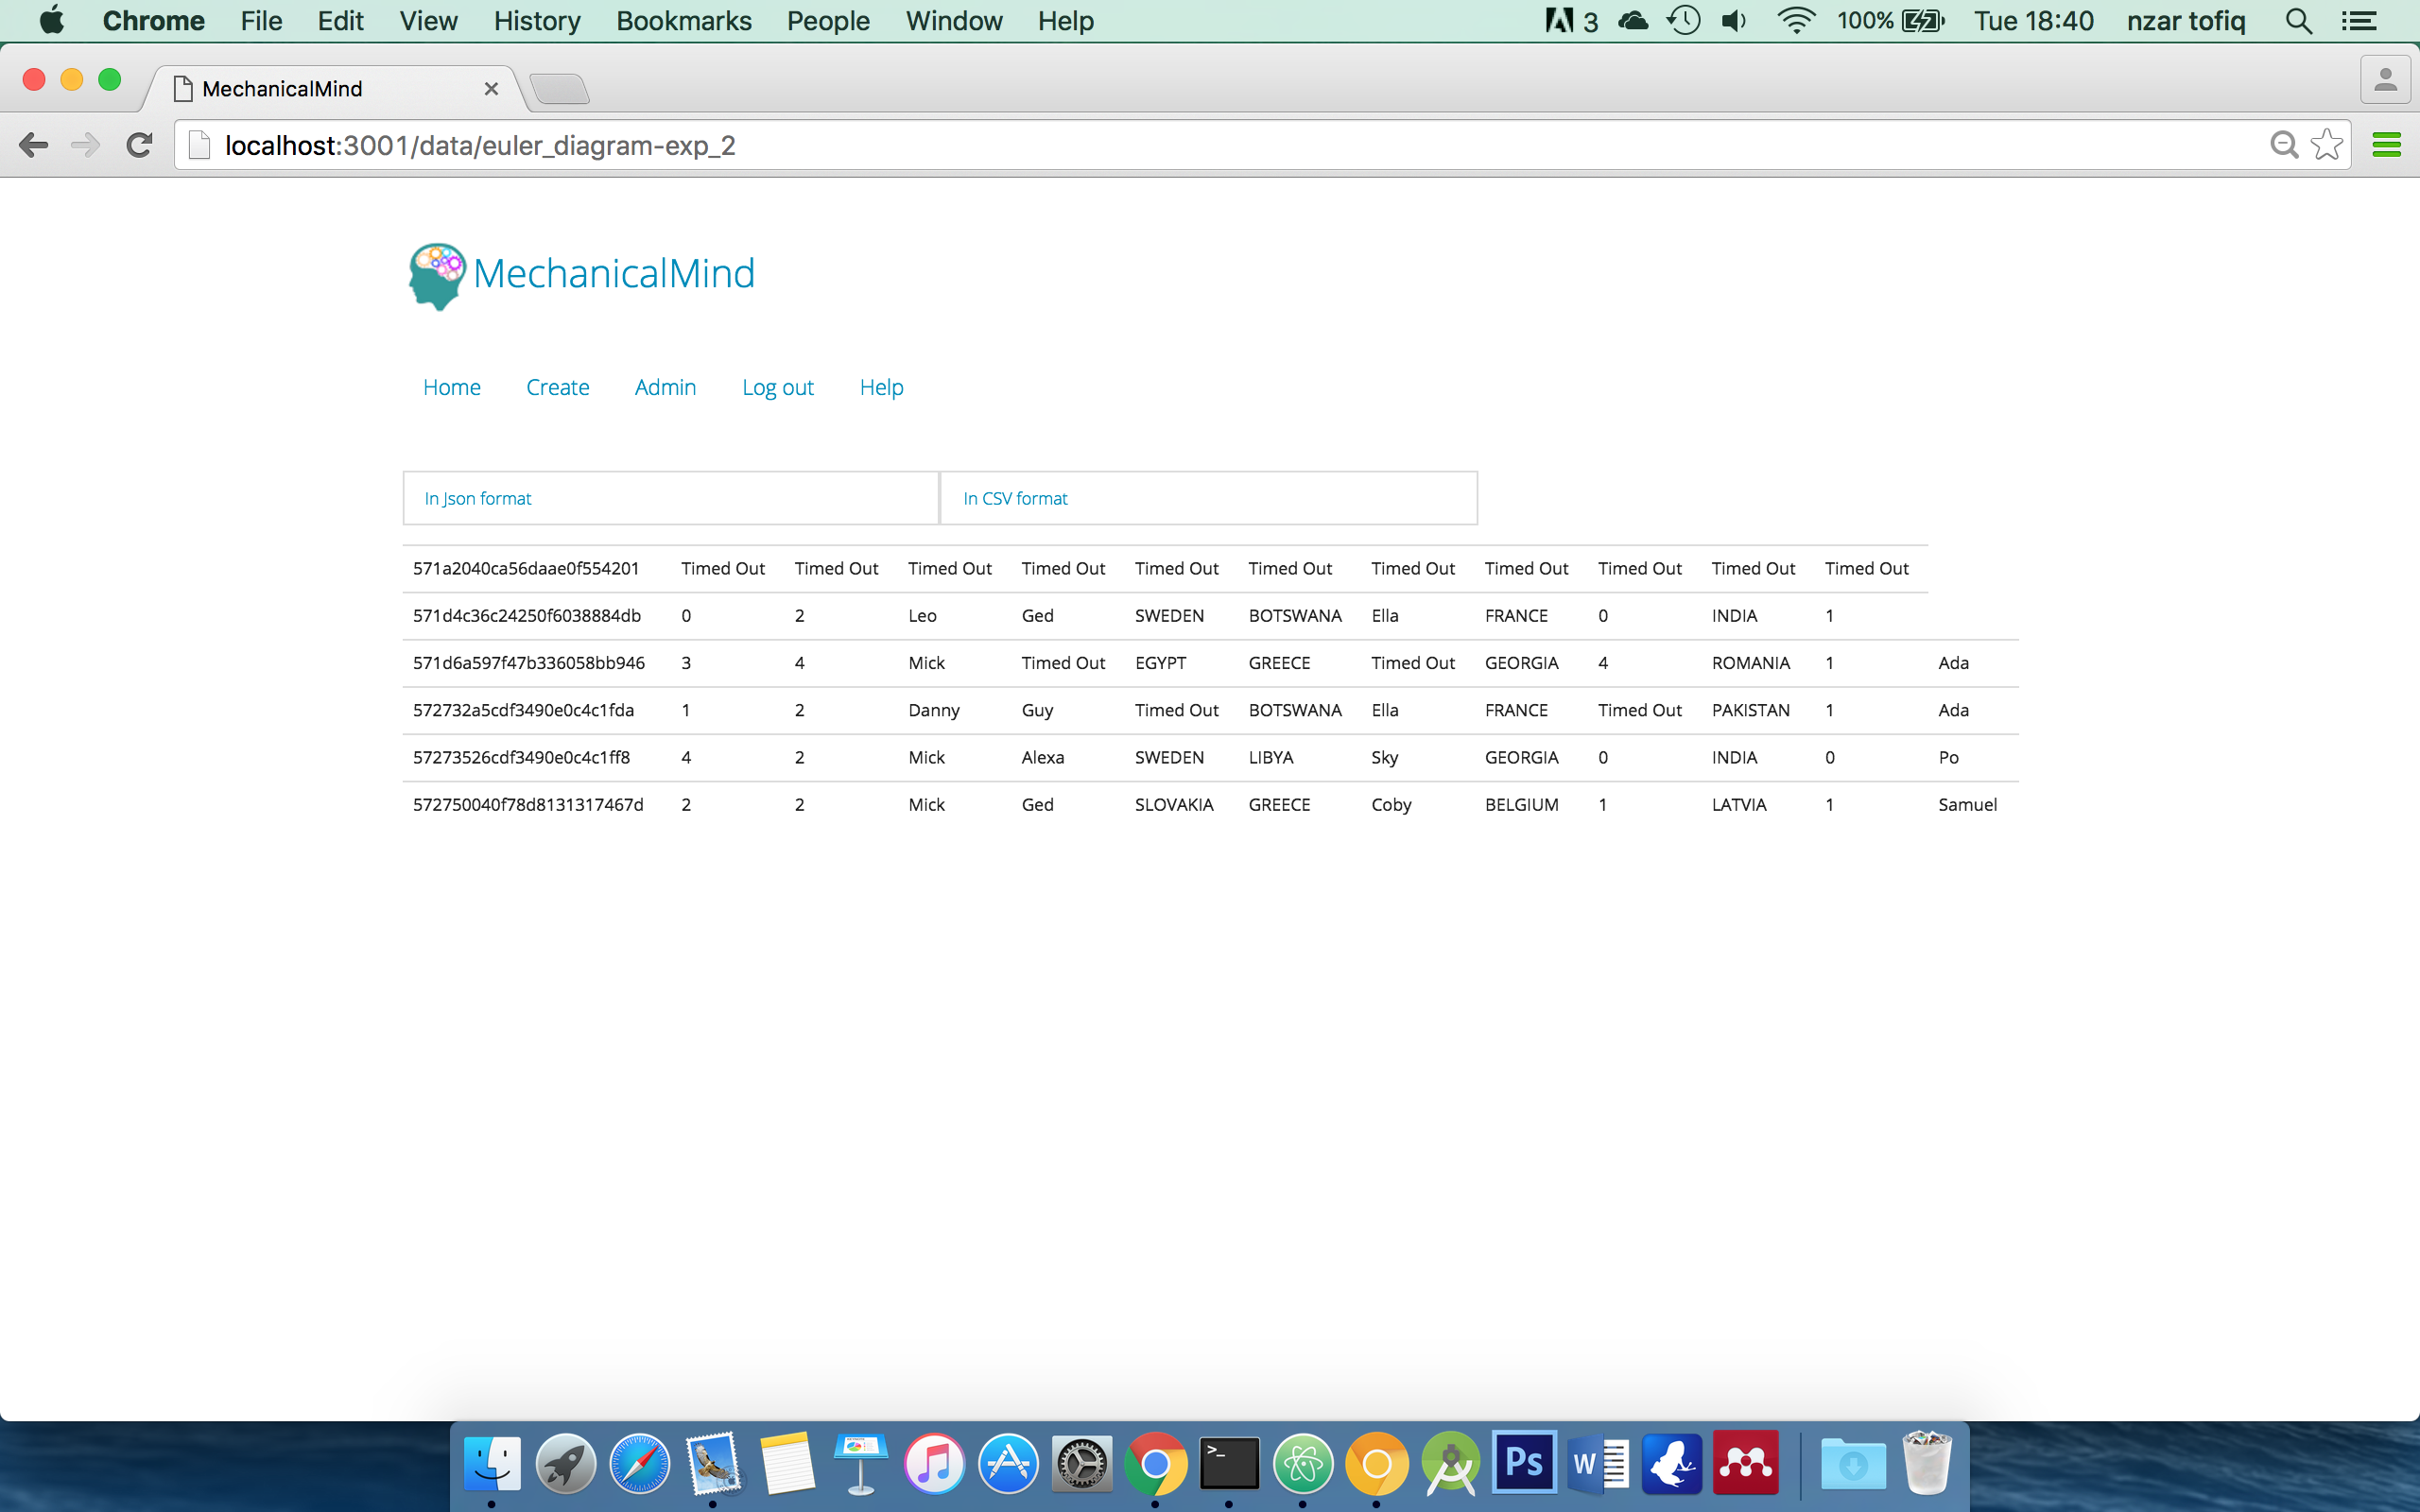 Chrome File Edit View History Bookmarks People Window Help 3 100% Tue 18:40 nzar tofiq
MechanicalMind
localhost:3001/data/euler_diagram-exp_2
MechanicalMind
Home Create Admin Log out Help
In Json format In CSV format
571a2040ca56daae0f554201 Timed Out Timed Out Timed Out Timed Out Timed Out Timed Out Timed Out Timed Out Timed Out Timed Out Timed Out
571d4c36c24250f6038884db 0 2 Leo Ged SWEDEN BOTSWANA Ella FRANCE 0 INDIA 1
571d6a597f47b336058bb946 3 4 Mick Timed Out EGYPT GREECE Timed Out GEORGIA 4 ROMANIA 1 Ada
572732a5cdf3490e0c4c1fda 1 2 Danny Guy Timed Out BOTSWANA Ella FRANCE Timed Out PAKISTAN 1 Ada
57273526cdf3490e0c4c1ff8 4 2 Mick Alexa SWEDEN LIBYA Sky GEORGIA 0 INDIA 0 Po
572750040f78d8131317467d 2 2 Mick Ged SLOVAKIA GREECE Coby BELGIUM 1 LATVIA 1 Samuel
Ps W